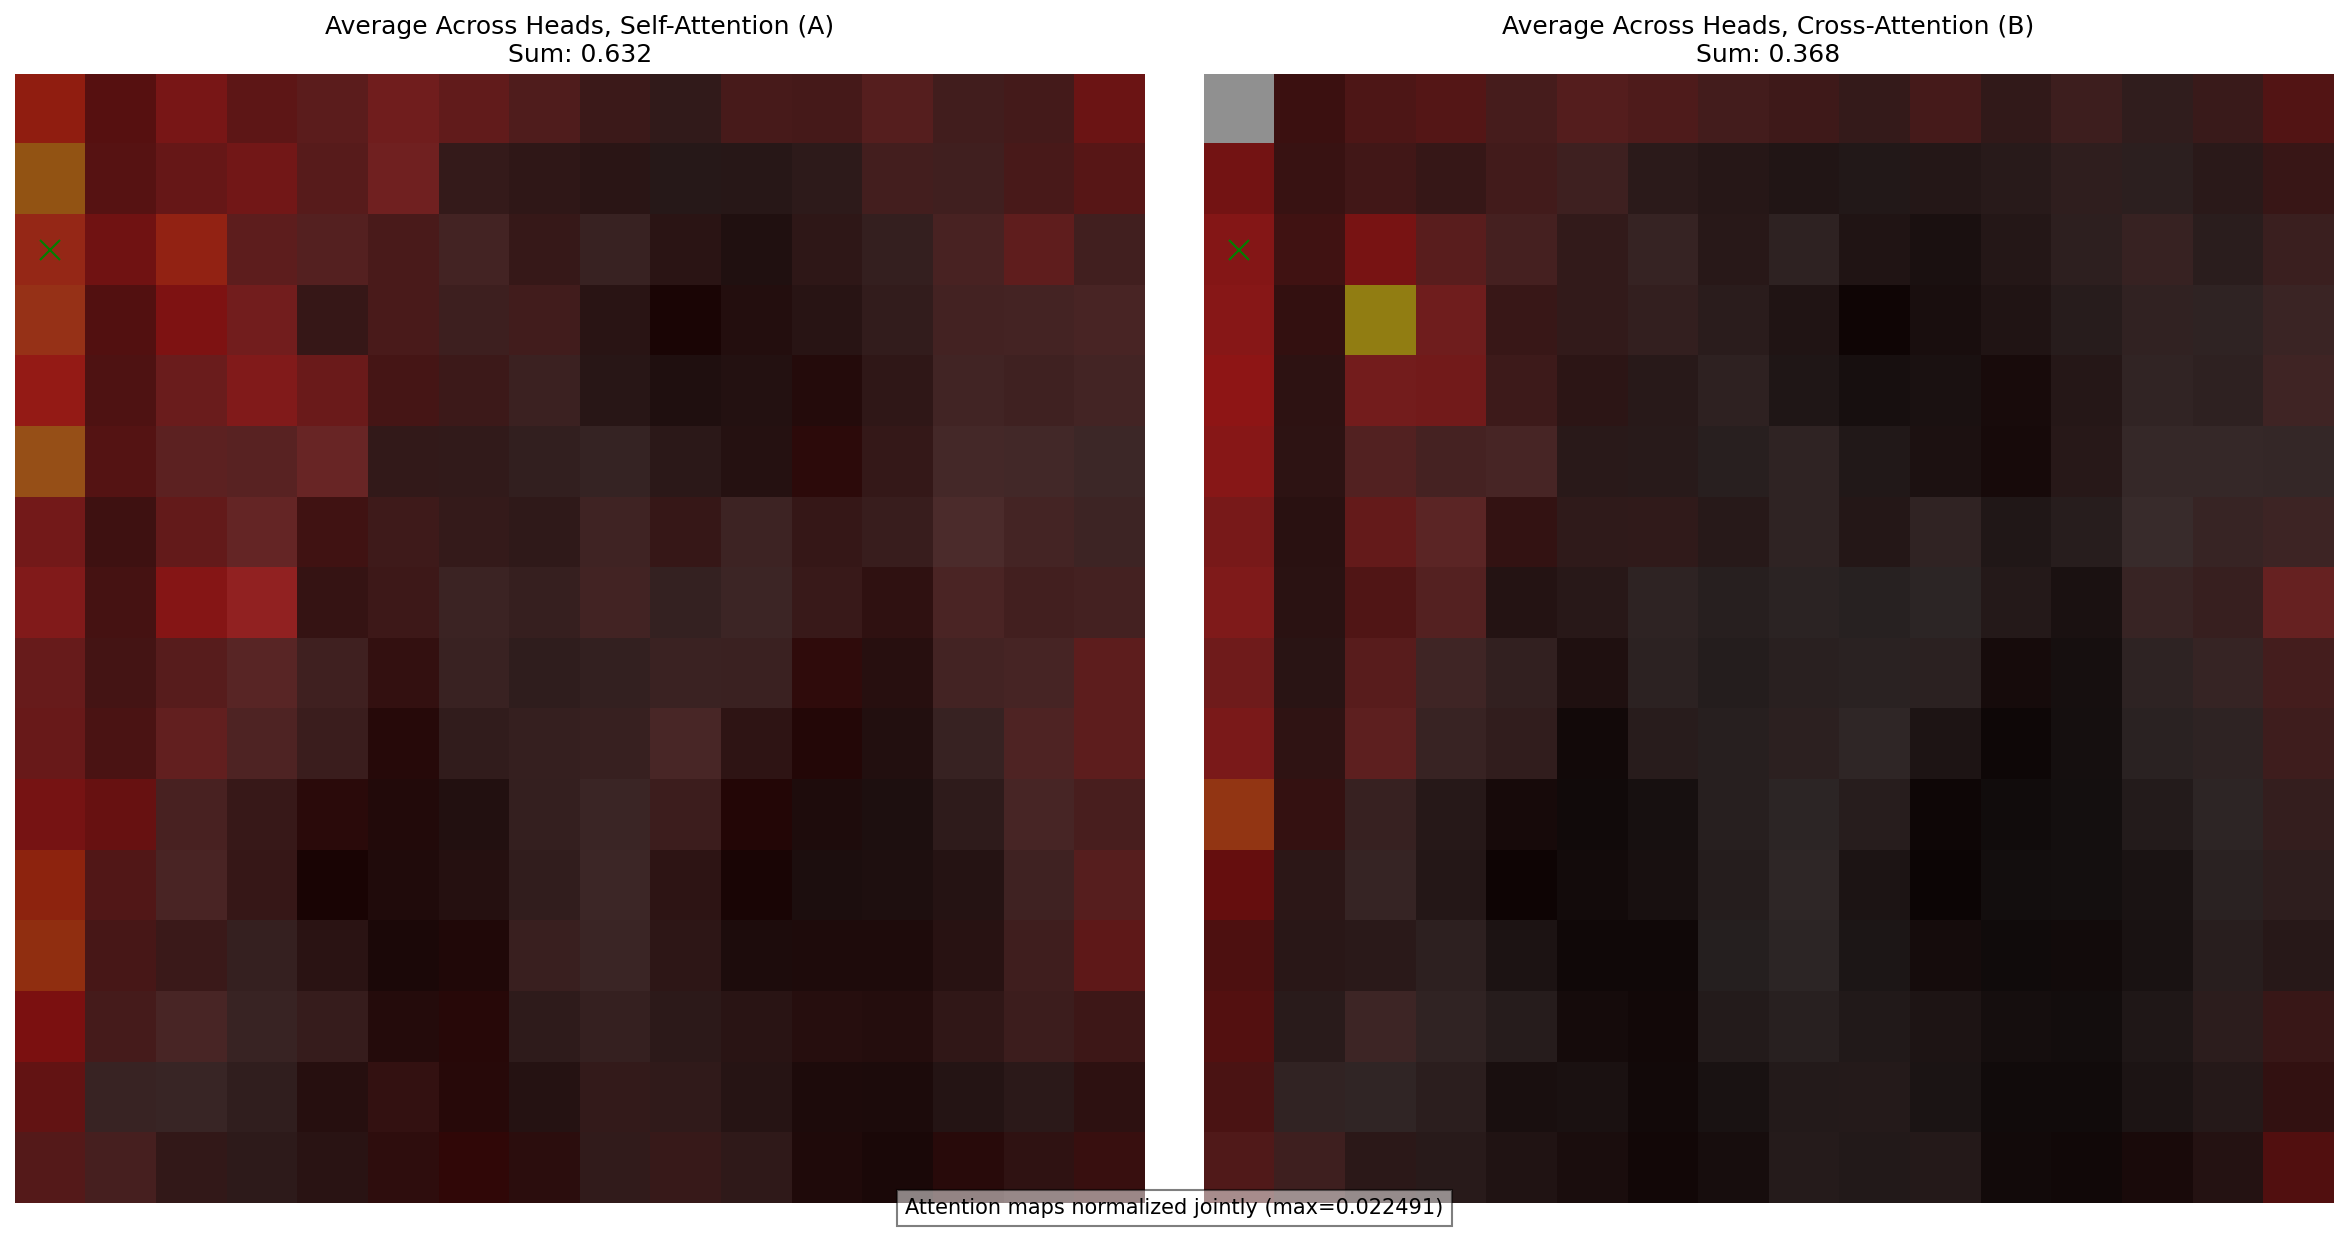 Average Across Heads, Self-Attention (A)
Sum: 0.632
Average Across Heads, Cross-Attention (B)
Sum: 0.368
Attention maps normalized jointly (max=0.022491)